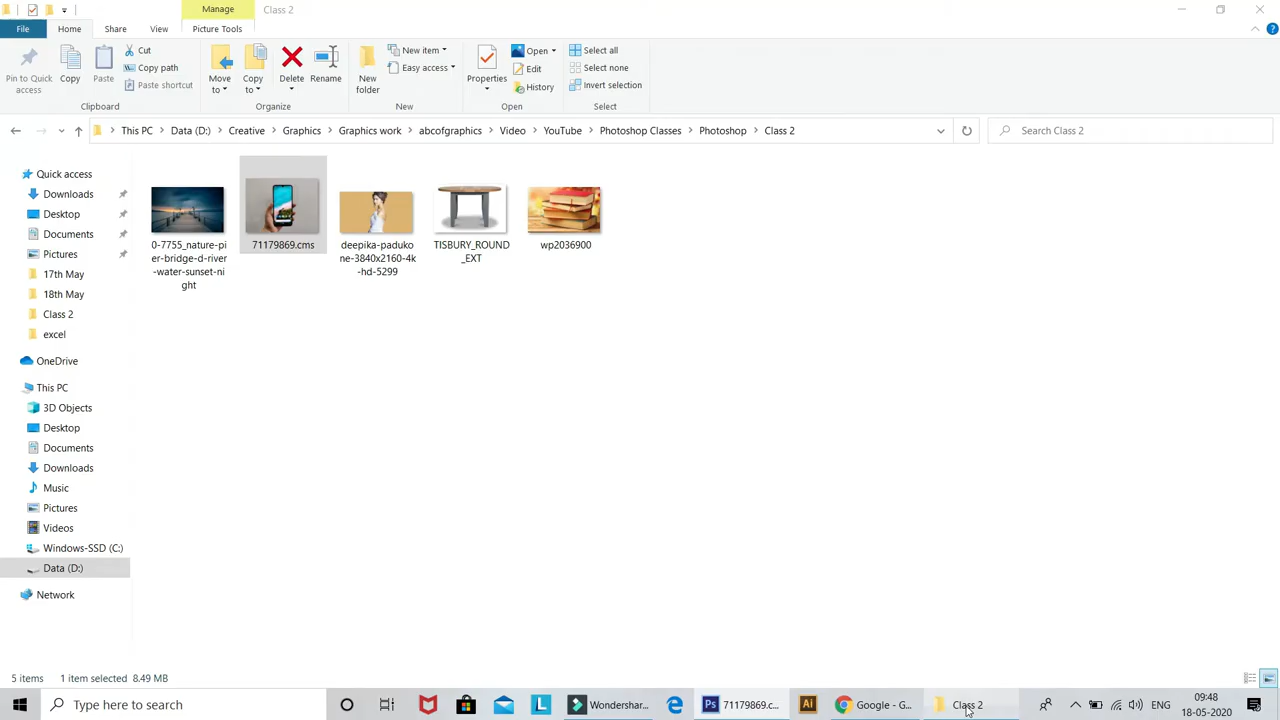 Manage
Class 2
File
Home
Share
View
Picture Tools
Pin to Quick access
Copy
Paste
Cut
Copy path
Paste shortcut
Move to
Copy to
Delete
Rename
New folder
New item
Easy access
Properties
Open
Edit
History
Select all
Select none
Invert selection
Clipboard
Organize
New
Open
Select
This PC
Data (D:)
Creative
Graphics
Graphics work
abcofgraphics
Video
YouTube
Photoshop Classes
Photoshop
Class 2
Search Class 2
Quick access
Downloads
Desktop
Documents
Pictures
17th May
18th May
Class 2
excel
OneDrive
This PC
3D Objects
Desktop
Documents
Downloads
Music
Pictures
Videos
Windows-SSD (C:)
Data (D:)
Network
0-7755_nature-pi
er-bridge-d-river
-water-sunset-ni
ght
71179869.cms
deepika-paduko
ne-3840x2160-4k
-hd-5299
TISBURY_ROUND
_EXT
wp2036900
5 items
1 item selected 8.49 MB
Type here to search
Wondershar...
71179869.c...
Google - G...
Class 2
ENG
09:48
18-05-2020